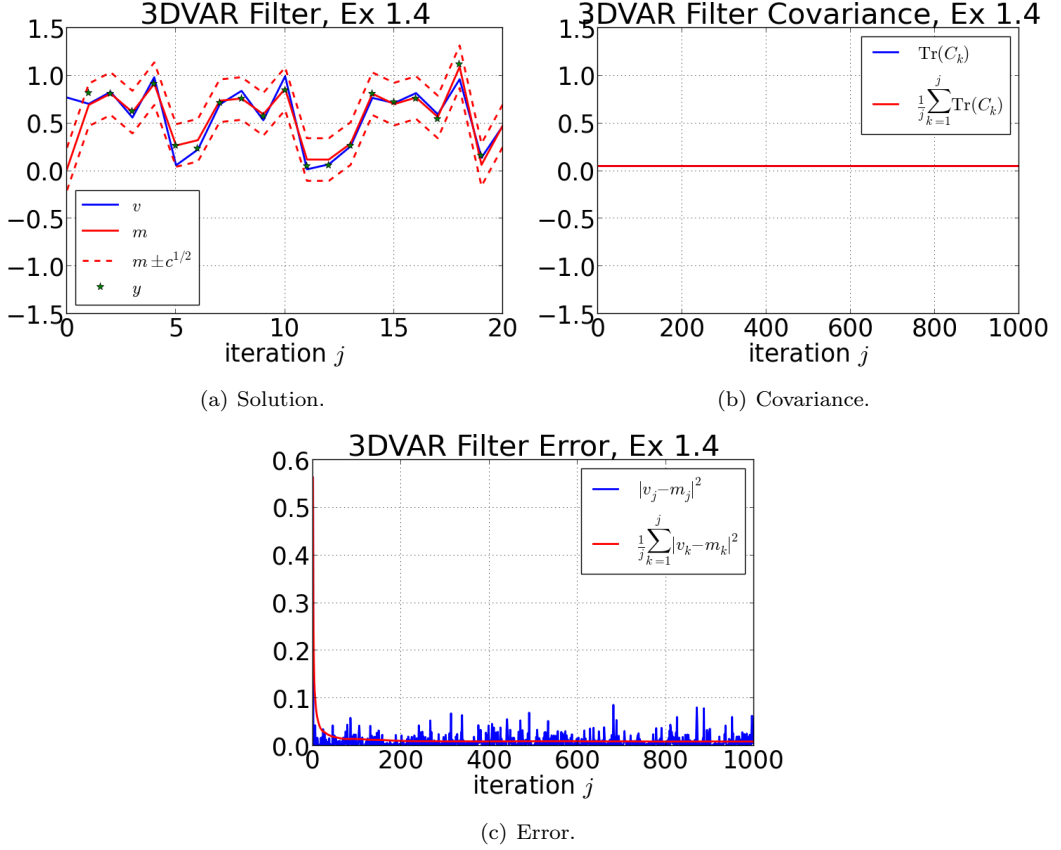 3DVAR Filter, Ex 1.4
1.5
1.0
0.5
0.0
−0.5
−1.0
−1.5
v
m
m ± c^{1/2}
y
0 5 10 15 20
iteration j
(a) Solution.
3DVAR Filter Covariance, Ex 1.4
1.5
1.0
0.5
0.0
−0.5
−1.0
−1.5
Tr(C_k)
\frac{1}{j}\sum_{k=1}^{j} Tr(C_k)
0 200 400 600 800 1000
iteration j
(b) Covariance.
3DVAR Filter Error, Ex 1.4
0.6
0.5
0.4
0.3
0.2
0.1
0.0
|v_j − m_j|^2
\frac{1}{j}\sum_{k=1}^{j} |v_k − m_k|^2
0 200 400 600 800 1000
iteration j
(c) Error.